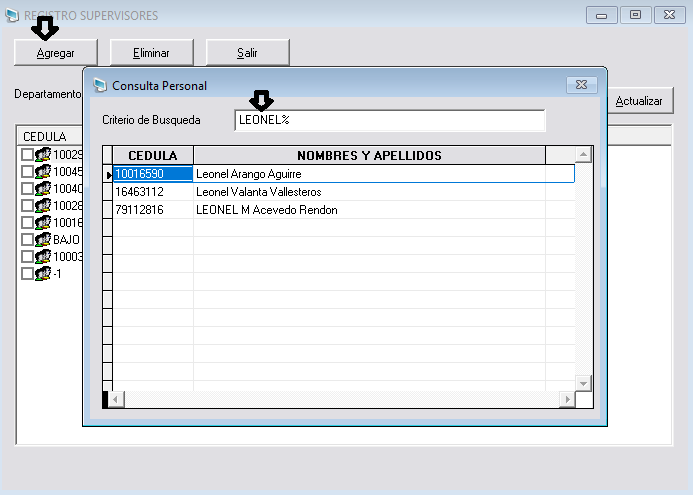 REGISTRO SUPERVISORES
Agregar Eliminar Salir
Departamento
Actualizar
CEDULA
10029
10045
10040
10028
10016
BAJO
10003
-1
Consulta Personal
Criterio de Busqueda LEONEL%
CEDULA NOMBRES Y APELLIDOS
10016590 Leonel Arango Aguirre
16463112 Leonel Valanta Vallesteros
79112816 LEONEL M Acevedo Rendon